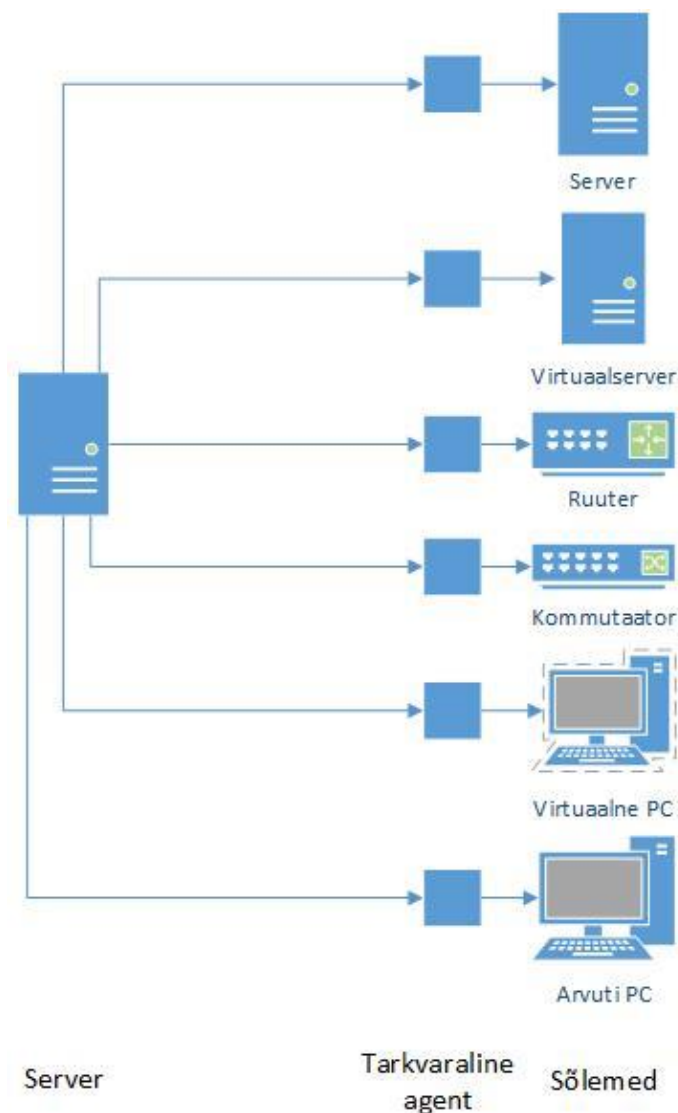 Server
Virtuaalserver
Ruuter
Kommutaator
Virtuaalne PC
Arvuti PC
Server
Tarkvaraline
agent
Sõlemed